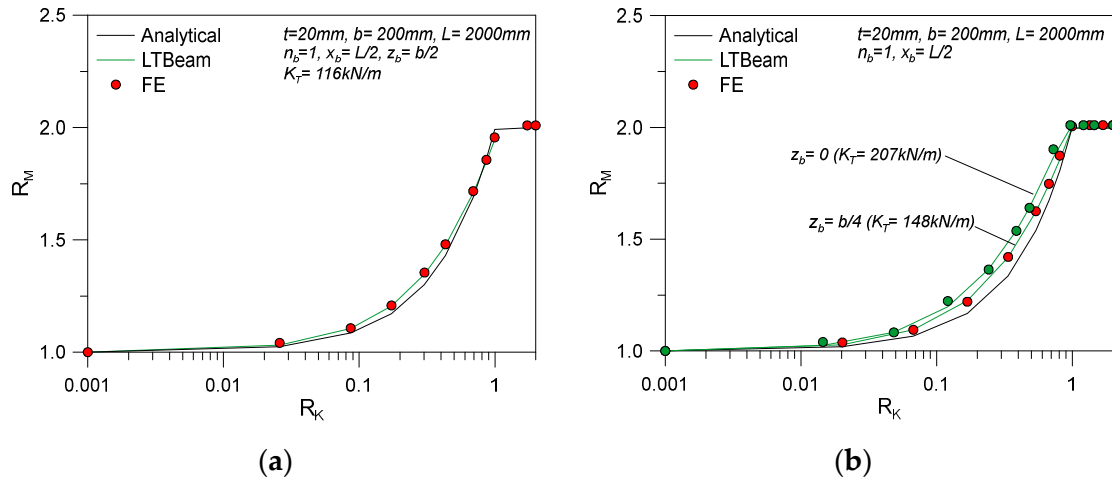 2.5
Analytical
LTBeam
FE
t=20mm, b= 200mm, L= 2000mm
n_b=1, x_b= L/2, z_b= b/2
K_T= 116kN/m
2.0
R_M
1.5
1.0
0.001
0.01
0.1
1
R_K
(a)
2.5
Analytical
LTBeam
FE
t=20mm, b= 200mm, L= 2000mm
n_b=1, x_b= L/2
2.0
z_b= 0 (K_T= 207kN/m)
R_M
z_b= b/4 (K_T= 148kN/m)
1.5
1.0
0.001
0.01
0.1
1
R_K
(b)